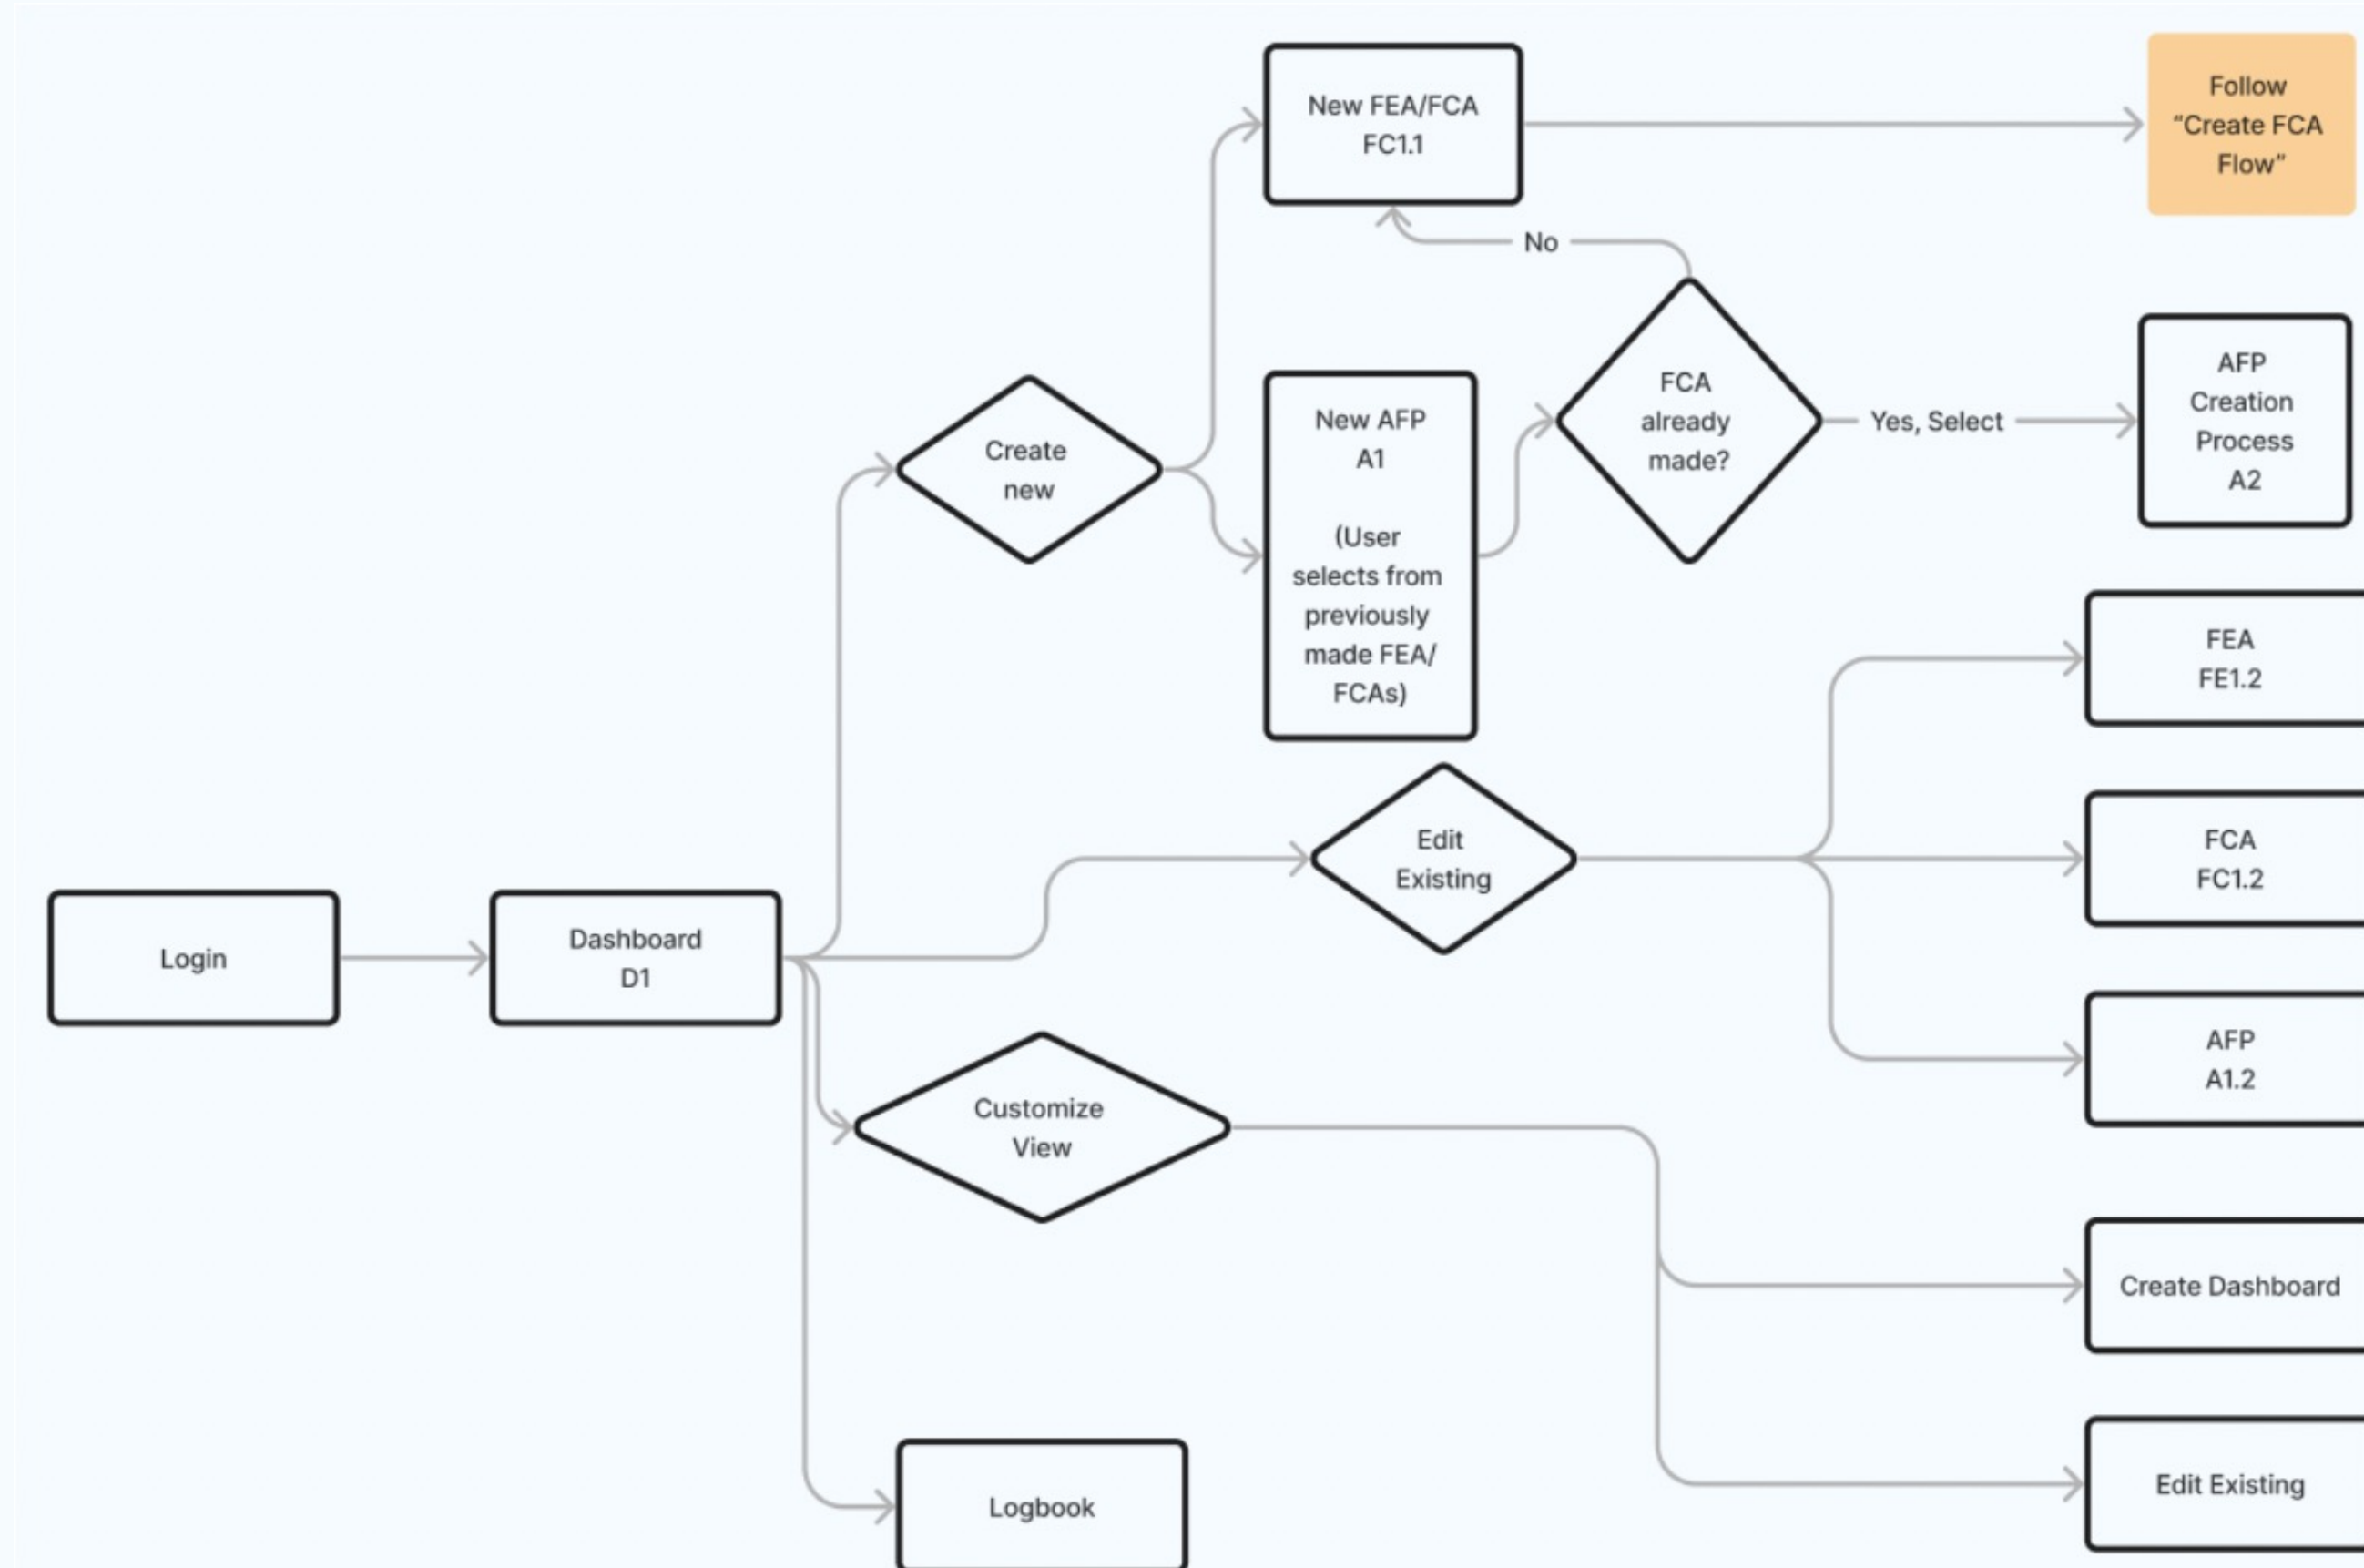 New FEA/FCA
FC1.1
Follow
“Create FCA
Flow”
No
Create
new
New AFP
A1
(User
selects from
previously
made FEA/
FCAs)
FCA
already
made?
Yes, Select
AFP
Creation
Process
A2
FEA
FE1.2
Edit
Existing
FCA
FC1.2
Login
Dashboard
D1
AFP
A1.2
Customize
View
Create Dashboard
Edit Existing
Logbook